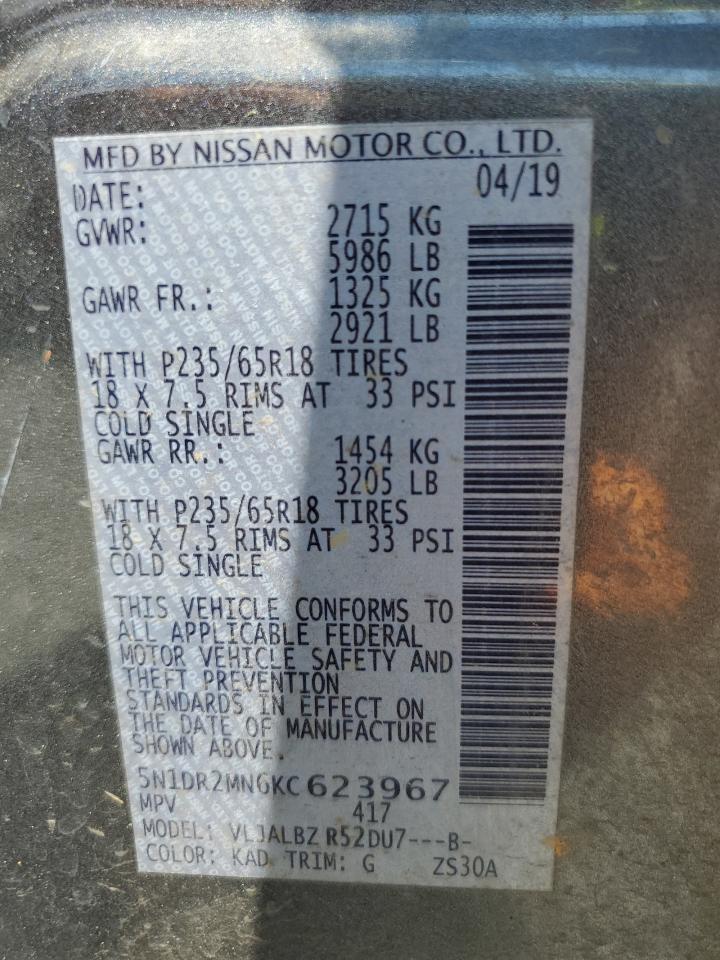 MFD BY NISSAN MOTOR CO., LTD.
DATE: 04/19
GVWR: 2715 KG
5986 LB
GAWR FR.: 1325 KG
2921 LB
WITH P235/65R18 TIRES
18 X 7.5 RIMS AT 33 PSI
COLD SINGLE
GAWR RR.: 1454 KG
3205 LB
WITH P235/65R18 TIRES
18 X 7.5 RIMS AT 33 PSI
COLD SINGLE
THIS VEHICLE CONFORMS TO
ALL APPLICABLE FEDERAL
MOTOR VEHICLE SAFETY AND
THEFT PREVENTION
STANDARDS IN EFFECT ON
THE DATE OF MANUFACTURE
SHOWN ABOVE.
5N1DR2MN6KC623967
MPV 417
MODEL: VLJALBZ R52DU7---B-
COLOR: KAD TRIM: G ZS30A